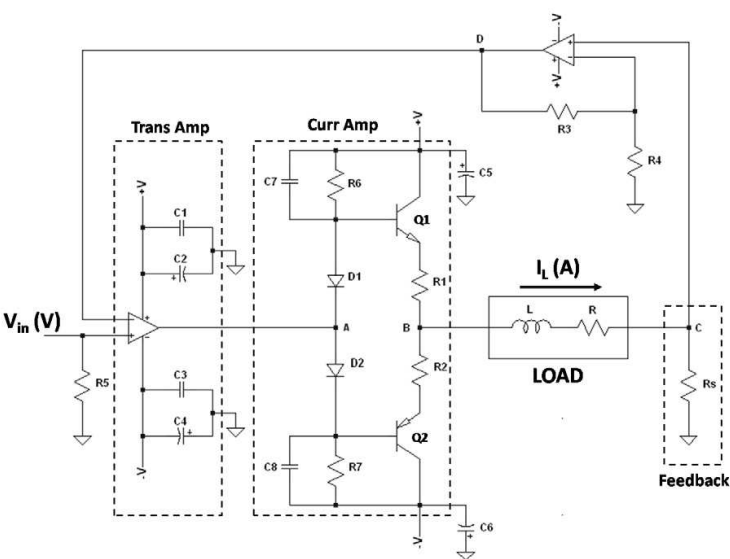 -V
D
+
-
+V
R3
R4
Trans Amp
Curr Amp
+V
+V
C7
R6
+
C5
C1
Q1
C2
+
D1
R1
I_L (A)
L
R
V_in (V)
-
+
+
-
A
B
C
LOAD
R5
D2
R2
Rs
C3
C4
+
Q2
Feedback
C8
R7
-V
-V
C6
+